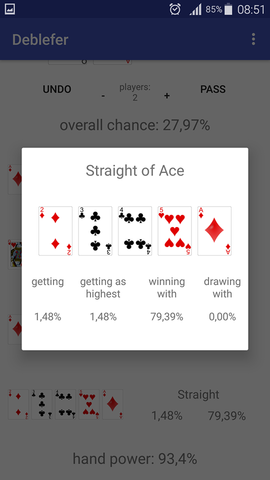 85% 08:51
Deblefer
UNDO - players: 2 + PASS
overall chance: 27,97%
Straight of Ace
2 3 4 5 A
getting getting as highest winning with drawing with
1,48% 1,48% 79,39% 0,00%
Straight
1,48% 79,39%
hand power: 93,4%